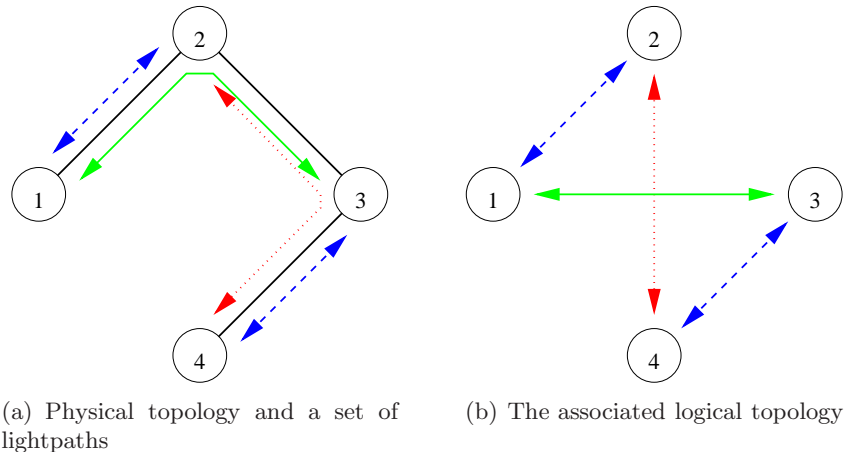 2
1
3
4
(a) Physical topology and a set of
lightpaths
2
1
3
4
(b) The associated logical topology